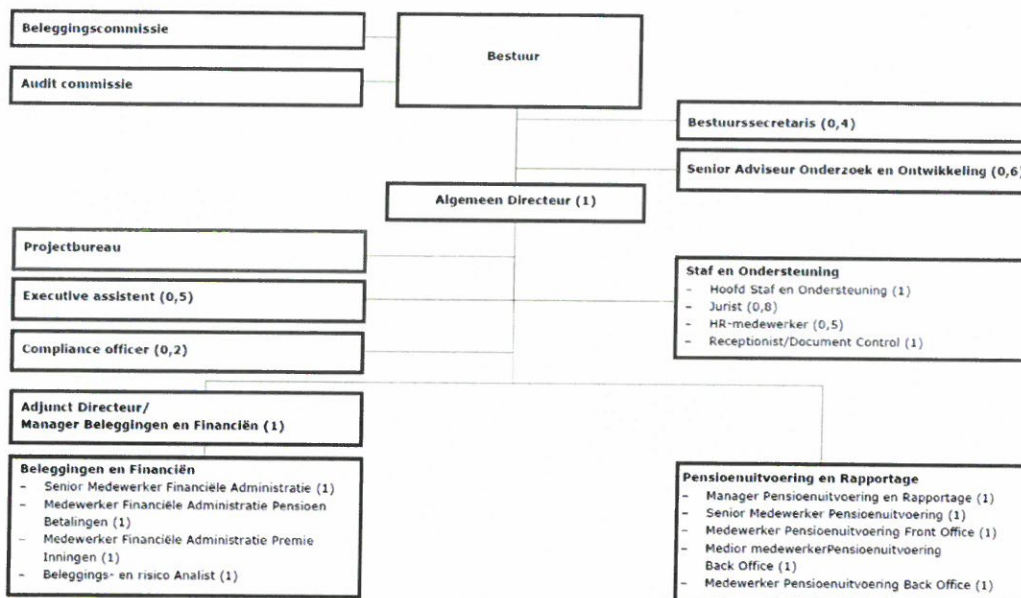 Beleggingscommissie
Bestuur
Audit commissie
Bestuurssecretaris (0,4)
Senior Adviseur Onderzoek en Ontwikkeling (0,6)
Algemeen Directeur (1)
Projectbureau
Executive assistent (0,5)
Compliance officer (0,2)
Staf en Ondersteuning
- Hoofd Staf en Ondersteuning (1)
- Jurist (0,8)
- HR-medewerker (0,5)
- Receptionist/Document Control (1)
Adjunct Directeur/
Manager Beleggingen en Financiën (1)
Beleggingen en Financiën
- Senior Medewerker Financiële Administratie (1)
- Medewerker Financiële Administratie Pensioen
Betalingen (1)
- Medewerker Financiële Administratie Premie
Inningen (1)
- Beleggings- en risico Analist (1)
Pensioenuitvoering en Rapportage
- Manager Pensioenuitvoering en Rapportage (1)
- Senior Medewerker Pensioenuitvoering (1)
- Medewerker Pensioenuitvoering Front Office (1)
- Medior medewerkerPensioenuitvoering
Back Office (1)
- Medewerker Pensioenuitvoering Back Office (1)